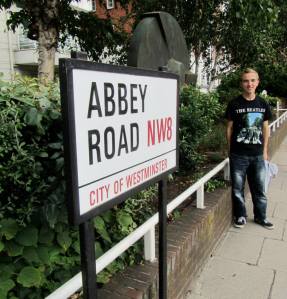 ABBEY
ROAD NW8
CITY OF WESTMINSTER
THE BEATLES